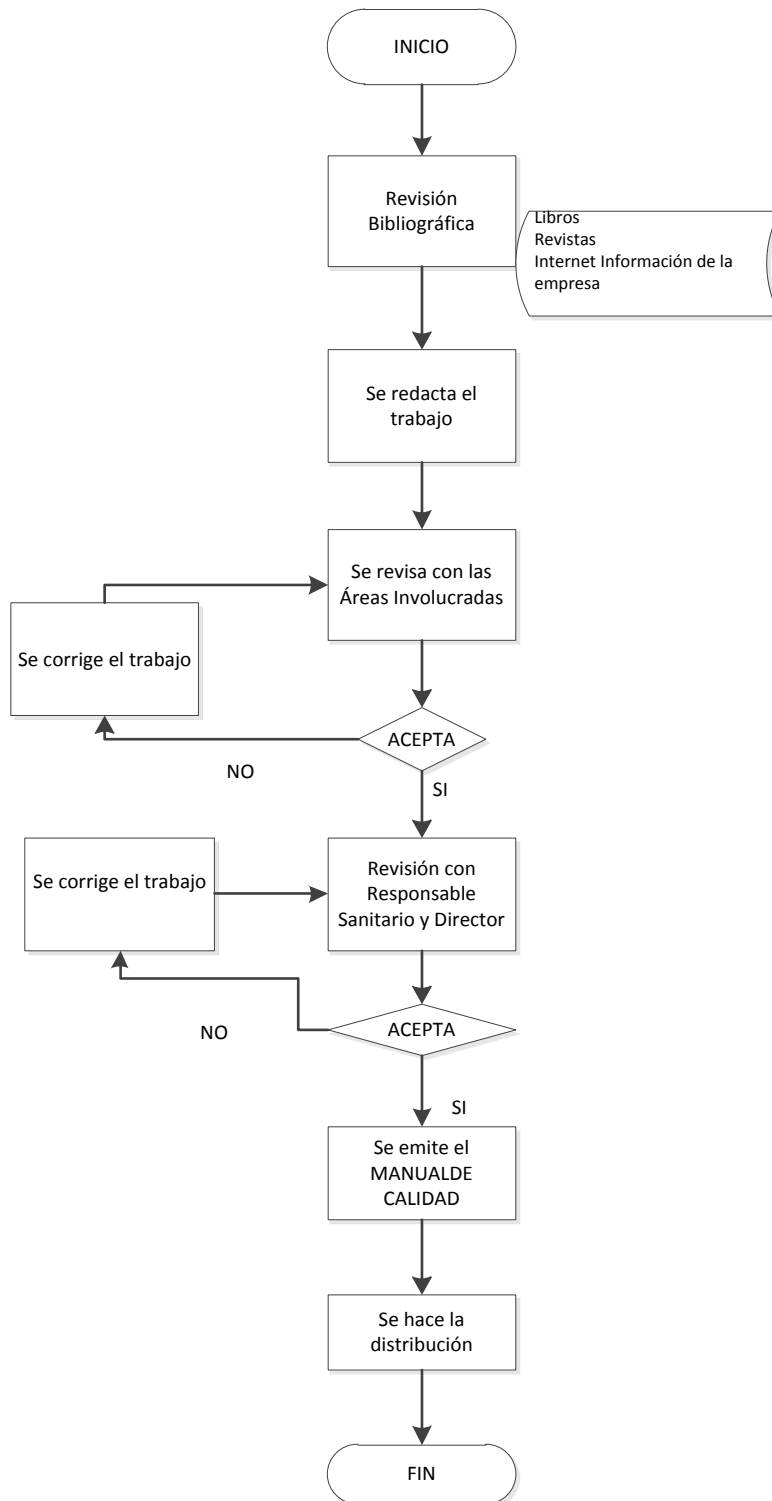 INICIO
Revisión
Bibliográfica
Libros
Revistas
Internet Información de la
empresa
Se redacta el
trabajo
Se revisa con las
Áreas Involucradas
Se corrige el trabajo
ACEPTA
NO
SI
Se corrige el trabajo
Revisión con
Responsable
Sanitario y Director
ACEPTA
NO
SI
Se emite el
MANUALDE
CALIDAD
Se hace la
distribución
FIN